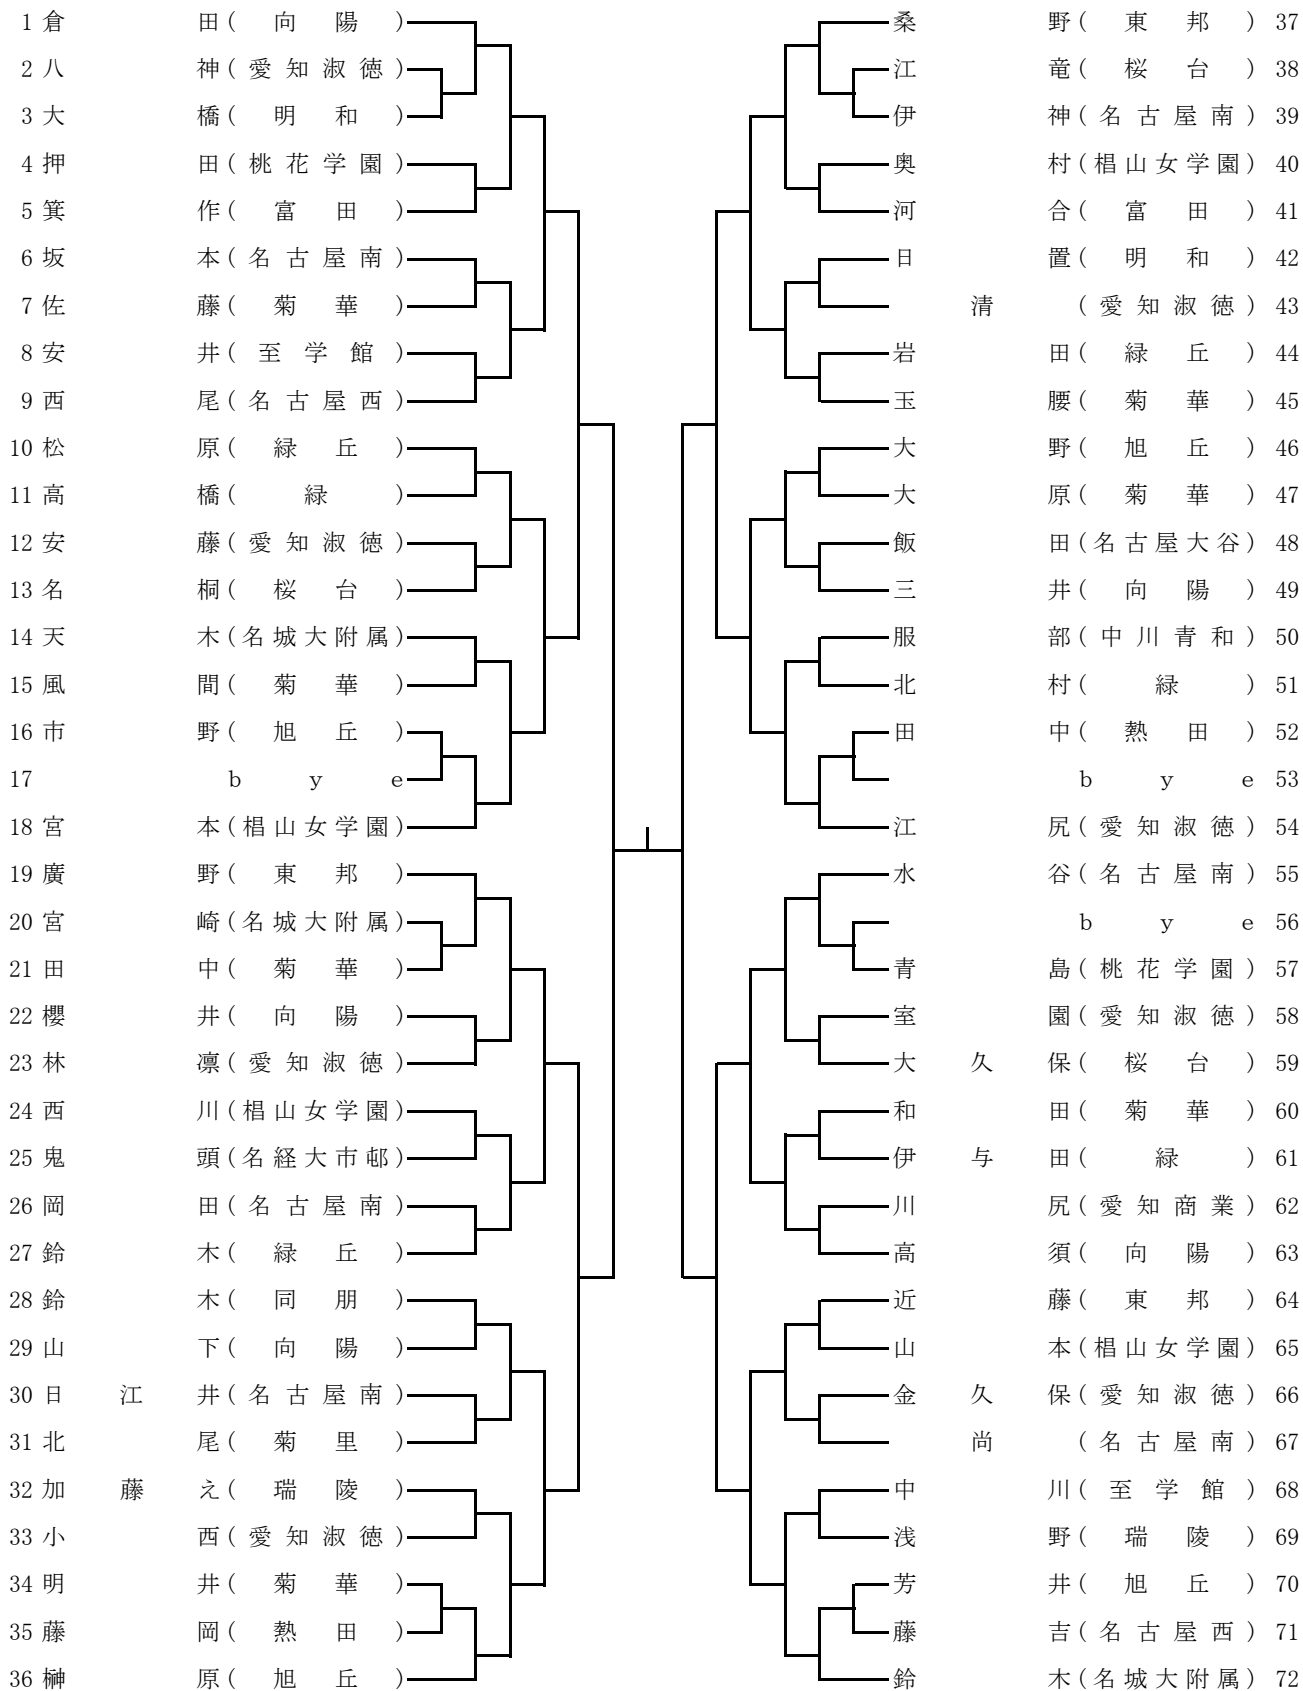 1 倉田(向陽)
2 八神(愛知淑徳)
3 大橋(明和)
4 押田(桃花学園)
5 箕作(富田)
6 坂本(名古屋南)
7 佐藤(菊華)
8 安井(至学館)
9 西尾(名古屋西)
10 松原(緑丘)
11 高橋(緑)
12 安藤(愛知淑徳)
13 名桐(桜台)
14 天木(名城大附属)
15 風間(菊華)
16 市野(旭丘)
17 bye
18 宮本(椙山女学園)
19 廣野(東邦)
20 宮崎(名城大附属)
21 田中(菊華)
22 櫻井(向陽)
23 林凛(愛知淑徳)
24 西川(椙山女学園)
25 鬼頭(名経大市邨)
26 岡田(名古屋南)
27 鈴木(緑丘)
28 鈴木(同朋)
29 山下(向陽)
30 日江井(名古屋南)
31 北尾(菊里)
32 加藤え(瑞陵)
33 小西(愛知淑徳)
34 明井(菊華)
35 藤岡(熱田)
36 榊原(旭丘)
桑野(東邦) 37
江竜(桜台) 38
伊神(名古屋南) 39
奥村(椙山女学園) 40
河合(富田) 41
日置(明和) 42
清(愛知淑徳) 43
岩田(緑丘) 44
玉腰(菊華) 45
大野(旭丘) 46
大原(菊華) 47
飯田(名古屋大谷) 48
三井(向陽) 49
服部(中川青和) 50
北村(緑) 51
田中(熱田) 52
bye 53
江尻(愛知淑徳) 54
水谷(名古屋南) 55
bye 56
青島(桃花学園) 57
室園(愛知淑徳) 58
大久保(桜台) 59
和田(菊華) 60
伊与田(緑) 61
川尻(愛知商業) 62
高須(向陽) 63
近藤(東邦) 64
山本(椙山女学園) 65
金久保(愛知淑徳) 66
尚(名古屋南) 67
中川(至学館) 68
浅野(瑞陵) 69
芳井(旭丘) 70
藤吉(名古屋西) 71
鈴木(名城大附属) 72